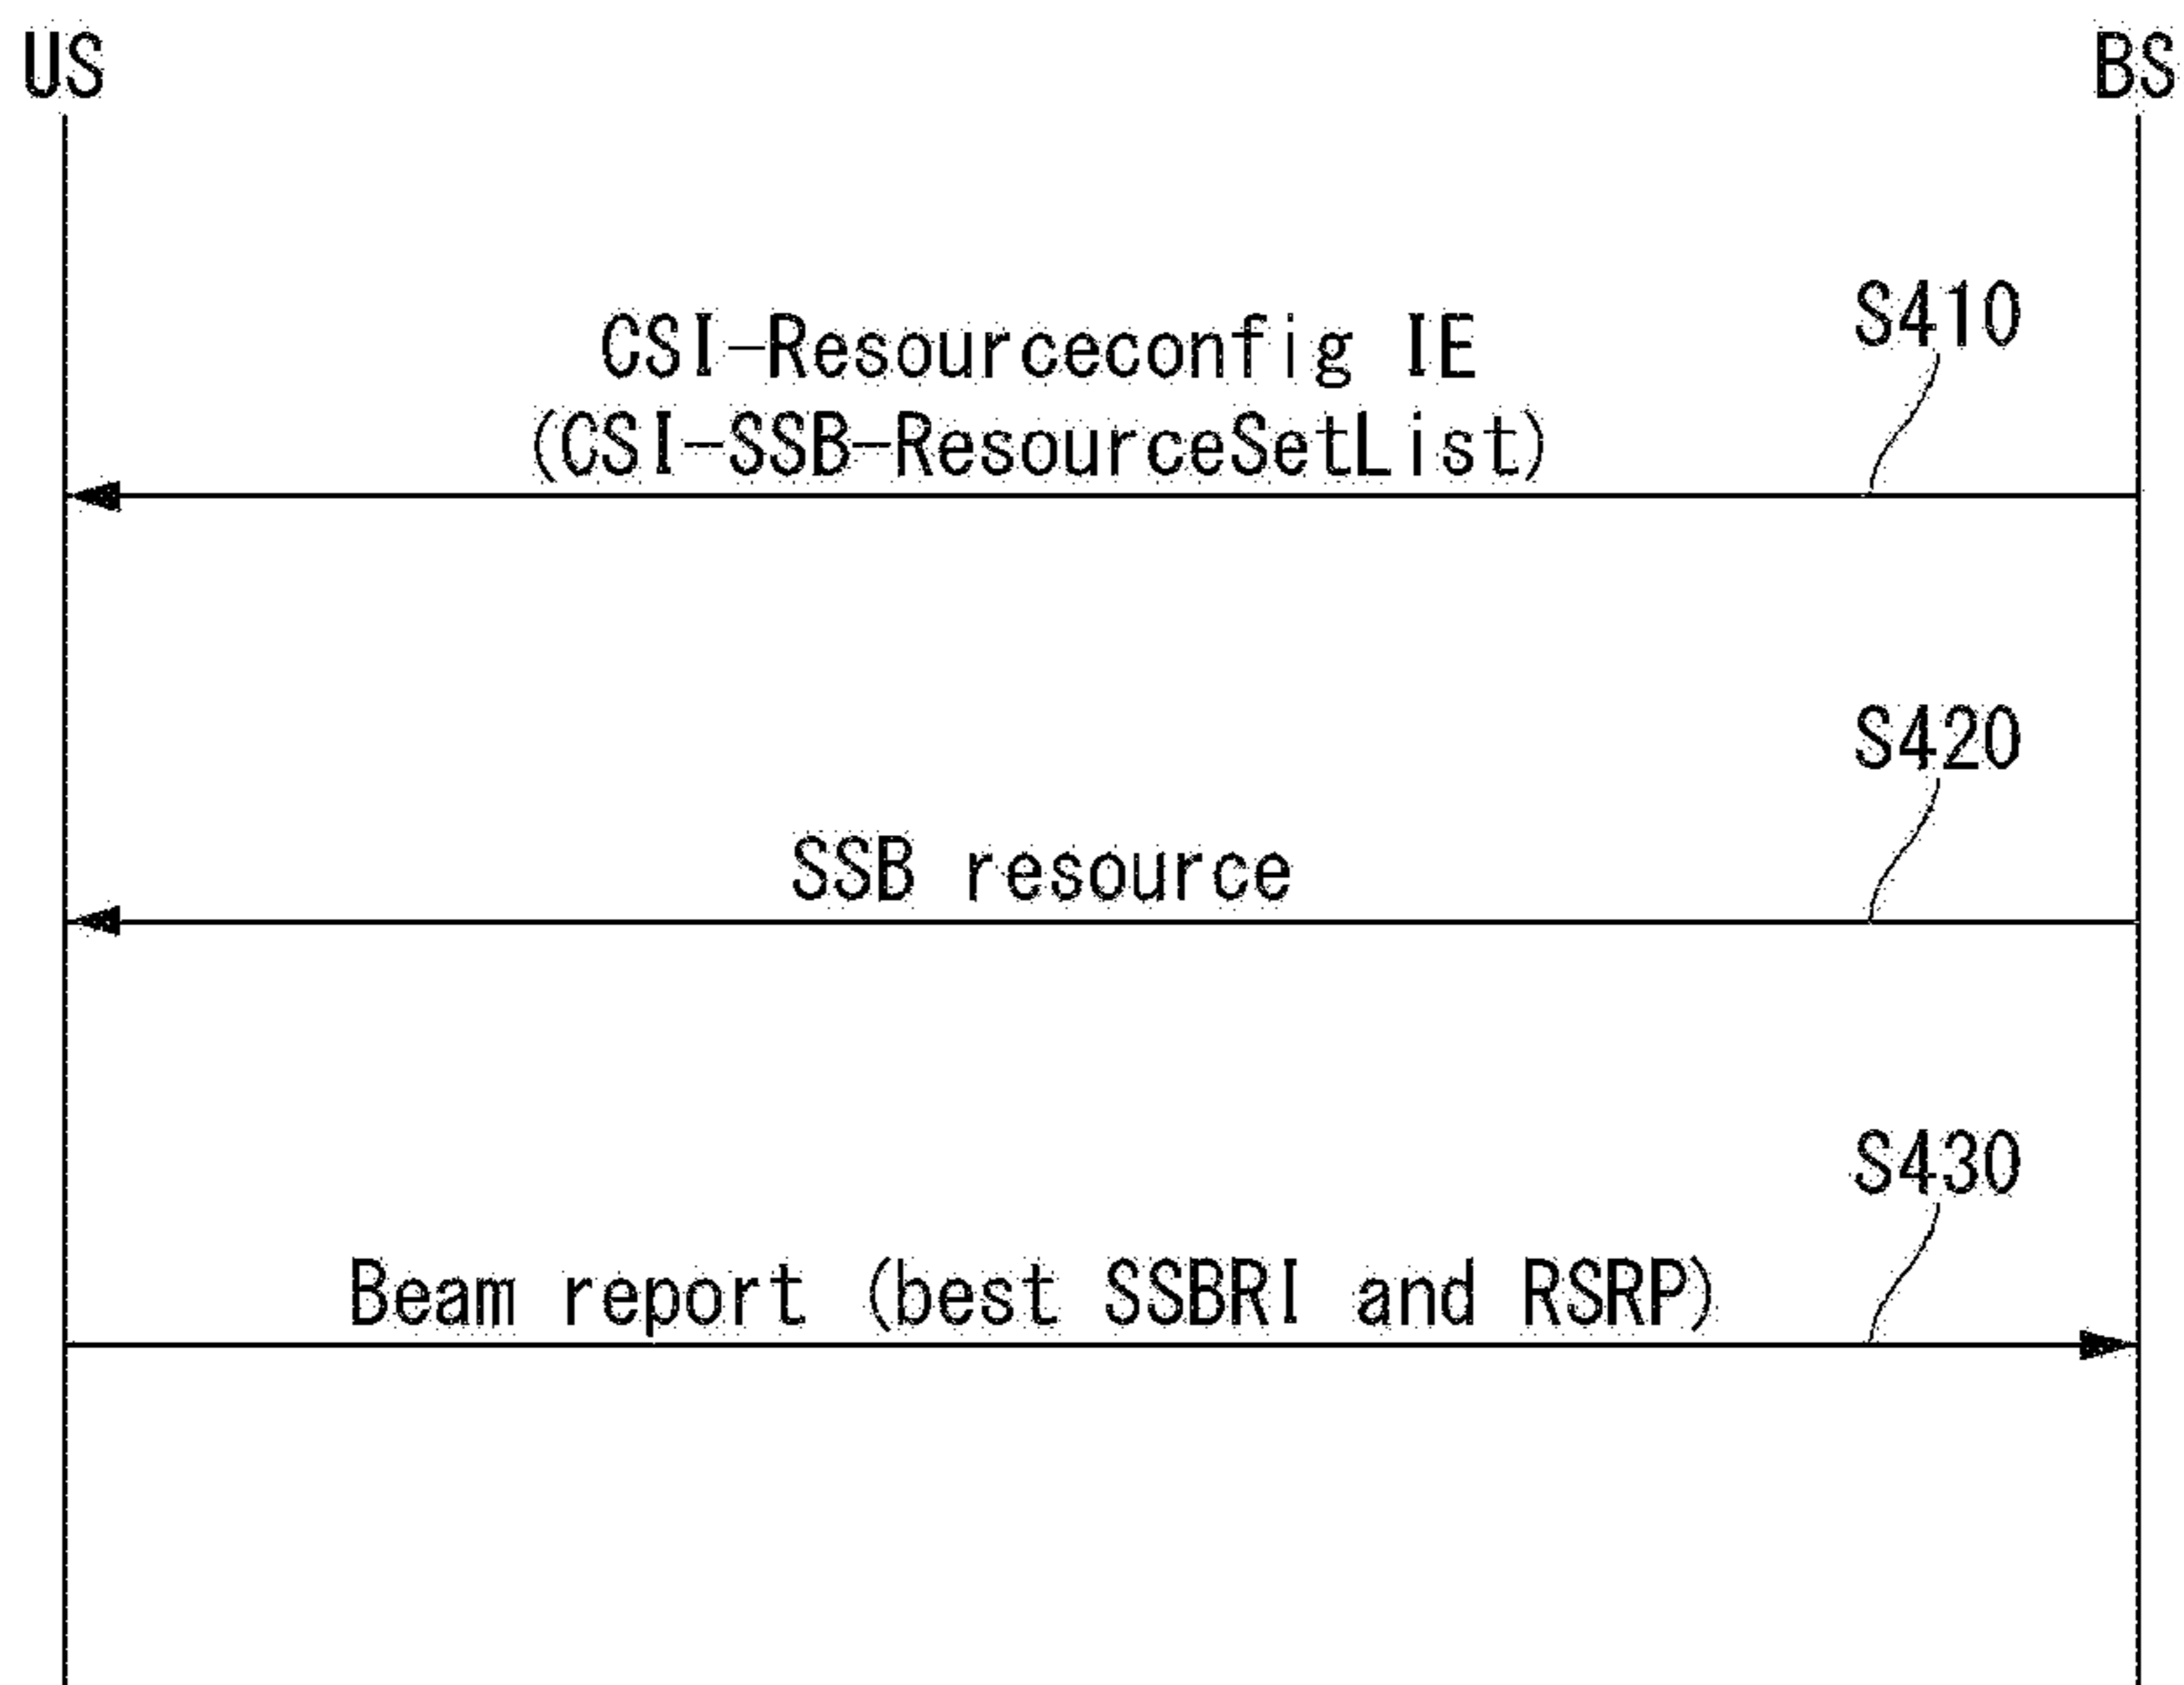 US
BS
S410
CSI-Resourceconfig IE
(CSI-SSB-ResourceSetList)
S420
SSB resource
S430
Beam report (best SSBRI and RSRP)